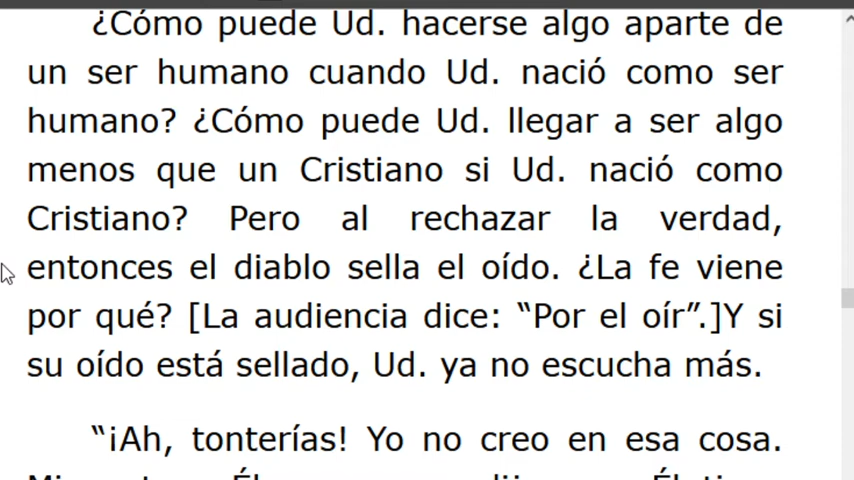 ¿Cómo puede Ud. hacerse algo aparte de
un ser humano cuando Ud. nació como ser
humano? ¿Cómo puede Ud. llegar a ser algo
menos que un Cristiano si Ud. nació como
Cristiano? Pero al rechazar la verdad,
entonces el diablo sella el oído. ¿La fe viene
por qué? [La audiencia dice: “Por el oír”.]Y si
su oído está sellado, Ud. ya no escucha más.
“¡Ah, tonterías! Yo no creo en esa cosa.